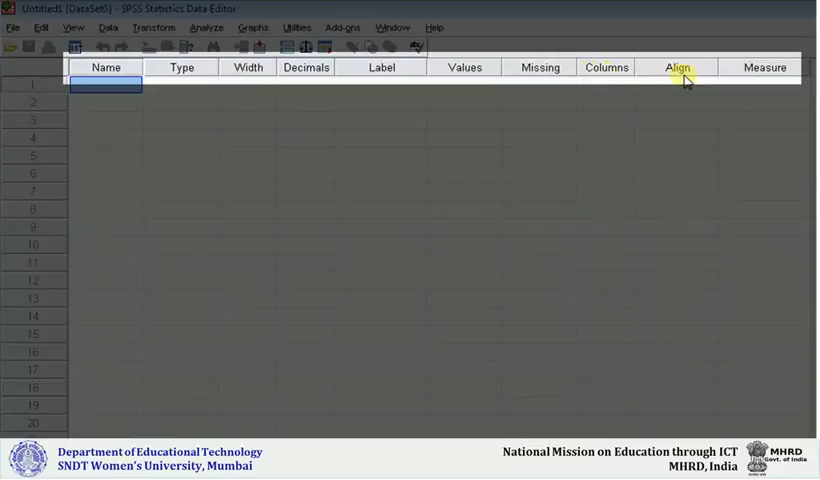 Untitled1 [DataSet0] - SPSS Statistics Data Editor
File Edit View Data Transform Analyze Graphs Utilities Add-ons Window Help
Name Type Width Decimals Label Values Missing Columns Align Measure
1
2
3
4
5
6
7
8
9
10
11
12
13
14
15
16
17
18
19
20
Department of Educational Technology
SNDT Women's University, Mumbai
National Mission on Education through ICT
MHRD, India
MHRD
Govt. of India